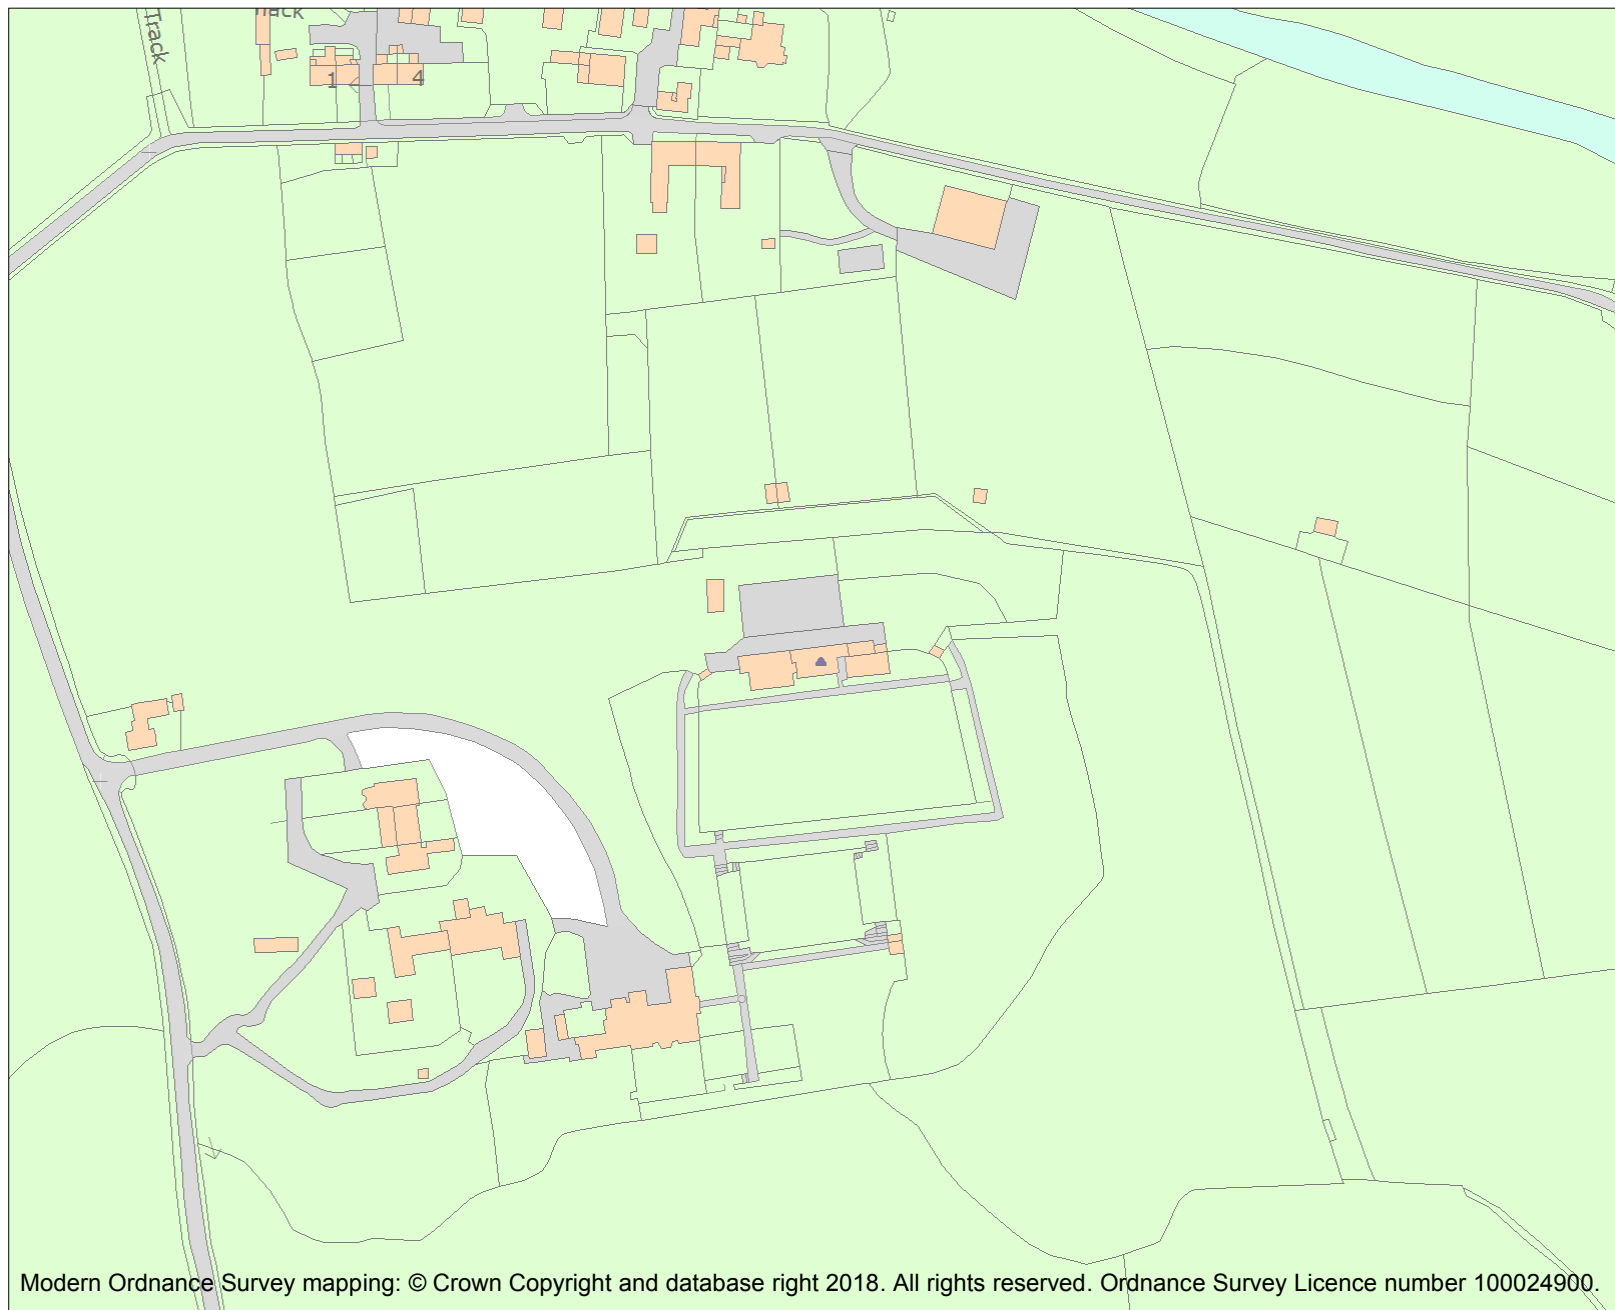 Track
1
4
Modern Ordnance Survey mapping: © Crown Copyright and database right 2018. All rights reserved. Ordnance Survey Licence number 100024900.